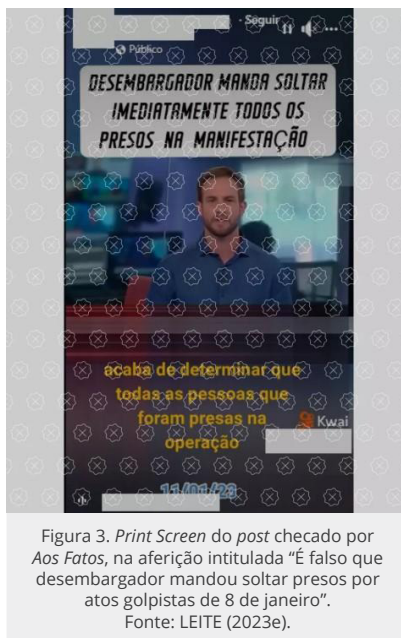 · Seguir
Público
DESEMBARGADOR MANDA SOLTAR
IMEDIATAMENTE TODOS OS
PRESOS NA MANIFESTAÇÃO
acaba de determinar que
todas as pessoas que
foram presas na
operação
Kwai
11/01/23
Figura 3. Print Screen do post checado por
Aos Fatos, na aferição intitulada “É falso que
desembargador mandou soltar presos por
atos golpistas de 8 de janeiro”.
Fonte: LEITE (2023e).